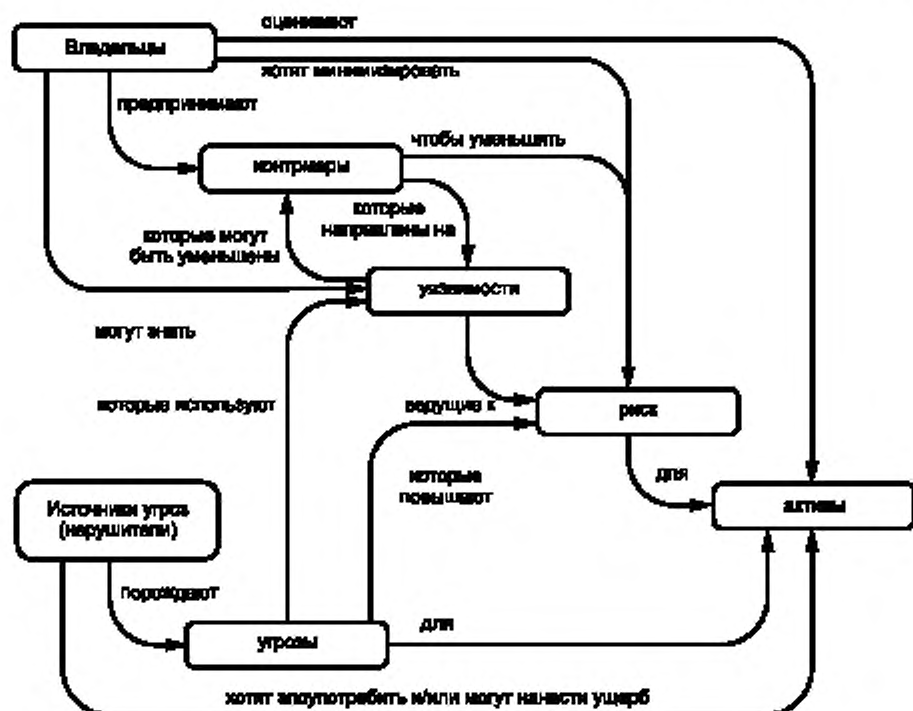 оценивают
Владельцы
хотят минимизировать
предпринимают
чтобы уменьшить
контрмеры
которые
направлены на
которые могут
быть уменьшены
уязвимости
могут знать
которые используют
ведущие к
риск
которые
повышают
для
активы
Источники угроз
(нарушители)
порождают
для
угрозы
хотят злоупотребить и/или могут нанести ущерб